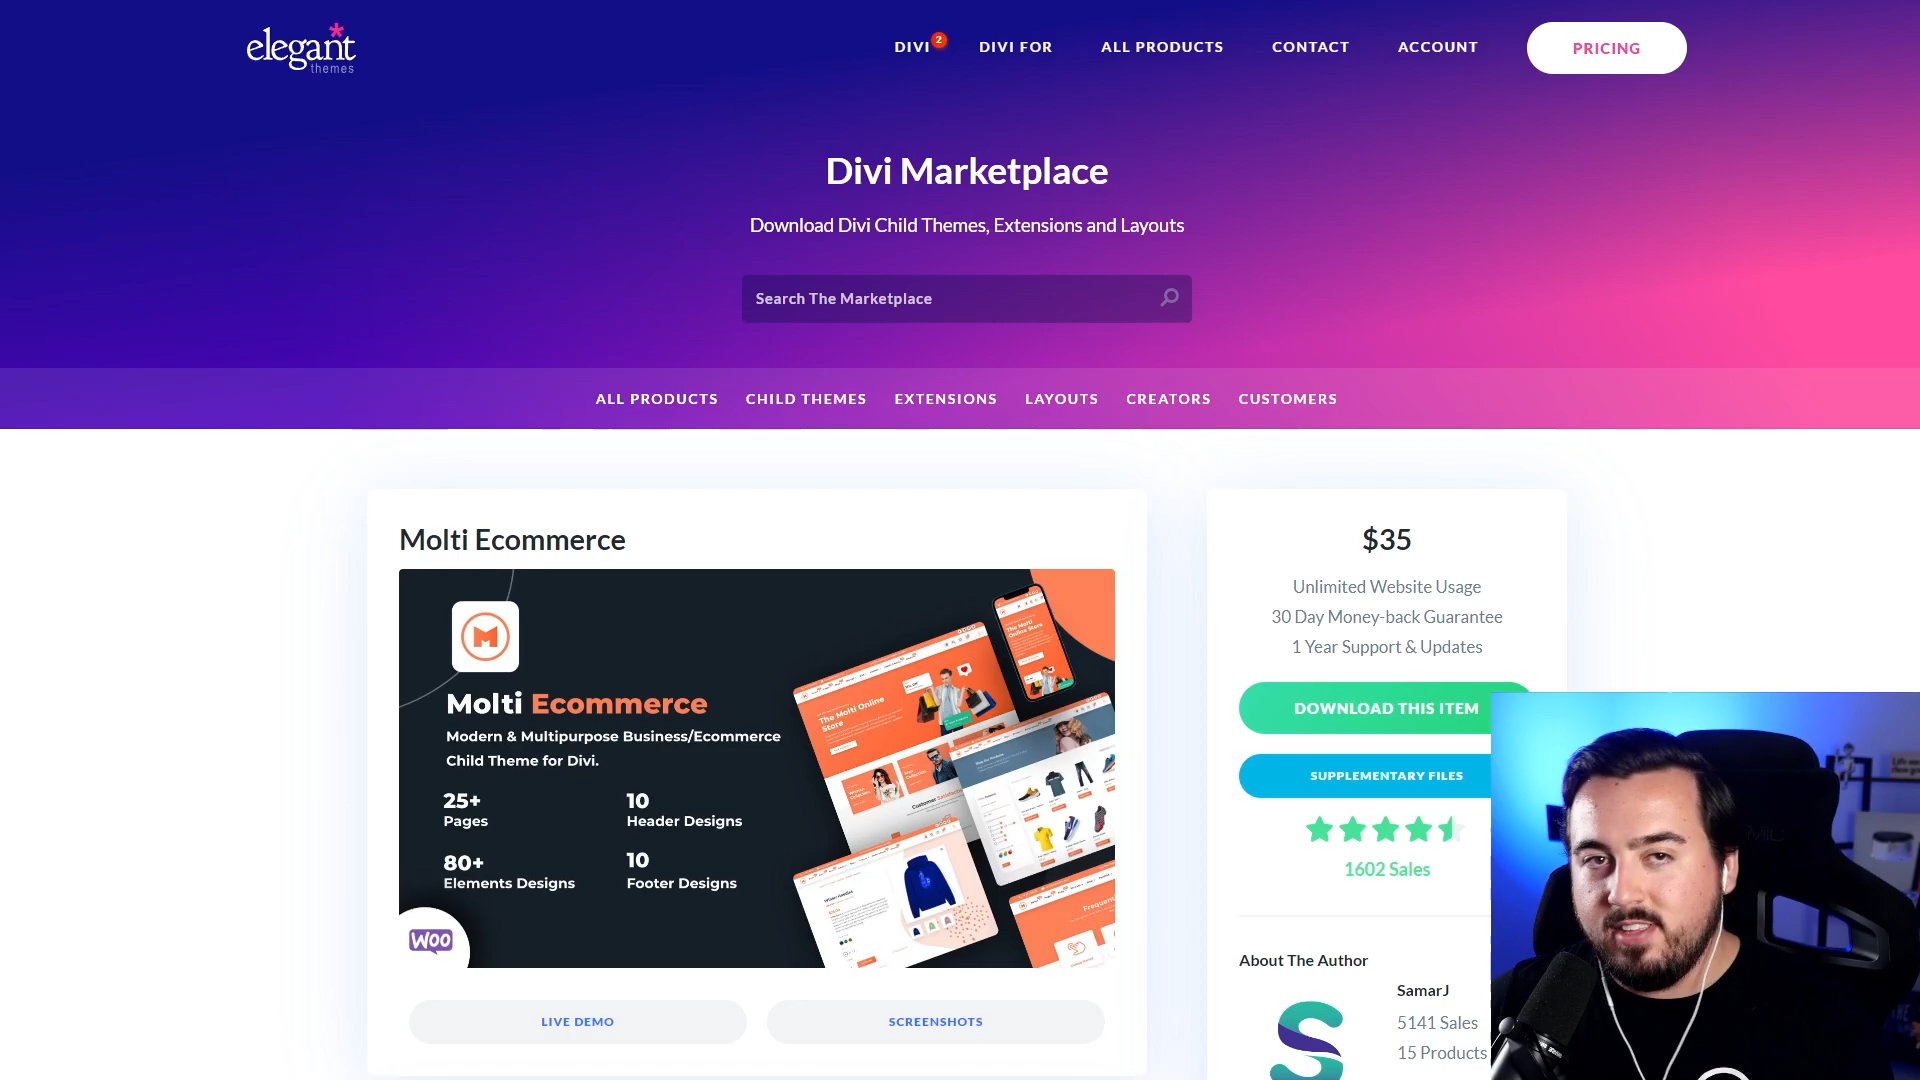 elegant
themes
DIVI 2
DIVI FOR
ALL PRODUCTS
CONTACT
ACCOUNT
PRICING
Divi Marketplace
Download Divi Child Themes, Extensions and Layouts
Search The Marketplace
ALL PRODUCTS
CHILD THEMES
EXTENSIONS
LAYOUTS
CREATORS
CUSTOMERS
Molti Ecommerce
M
Molti Ecommerce
Modern & Multipurpose Business/Ecommerce
Child Theme for Divi.
25+
Pages
10
Header Designs
80+
Elements Designs
10
Footer Designs
WOO
The Molti Online
Store
LIVE DEMO
SCREENSHOTS
$35
Unlimited Website Usage
30 Day Money-back Guarantee
1 Year Support & Updates
DOWNLOAD THIS ITEM
SUPPLEMENTARY FILES
1602 Sales
About The Author
SamarJ
5141 Sales
15 Products